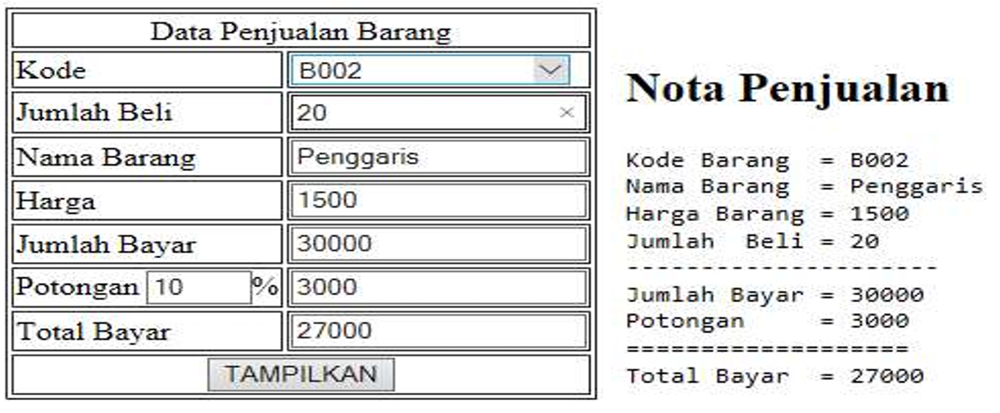 Data Penjualan Barang
Kode B002
Jumlah Beli 20 ×
Nama Barang Penggaris
Harga 1500
Jumlah Bayar 30000
Potongan 10 % 3000
Total Bayar 27000
TAMPILKAN
Nota Penjualan
Kode Barang = B002
Nama Barang = Penggaris
Harga Barang = 1500
Jumlah Beli = 20
---------------------
Jumlah Bayar = 30000
Potongan = 3000
===================
Total Bayar = 27000